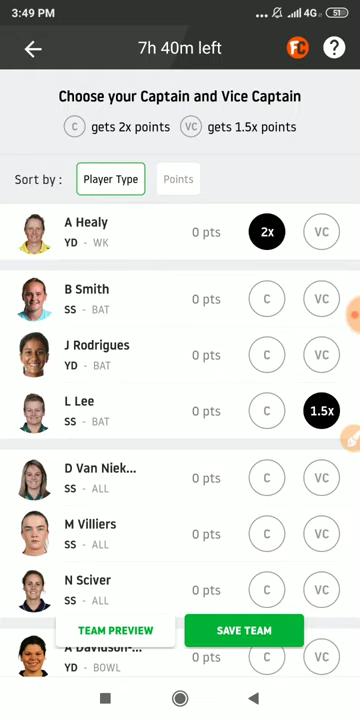 3:49 PM
4G
51
7h 40m left
FC
?
Choose your Captain and Vice Captain
C gets 2x points VC gets 1.5x points
Sort by : Player Type Points
A Healy
YD - WK
0 pts 2x VC
B Smith
SS - BAT
0 pts C VC
J Rodrigues
YD - BAT
0 pts C VC
L Lee
SS - BAT
0 pts C 1.5x
D Van Niek...
SS - ALL
0 pts C VC
M Villiers
SS - ALL
0 pts C VC
N Sciver
SS - ALL
0 pts C VC
TEAM PREVIEW SAVE TEAM
A Davidson-...
YD - BOWL
0 pts C VC